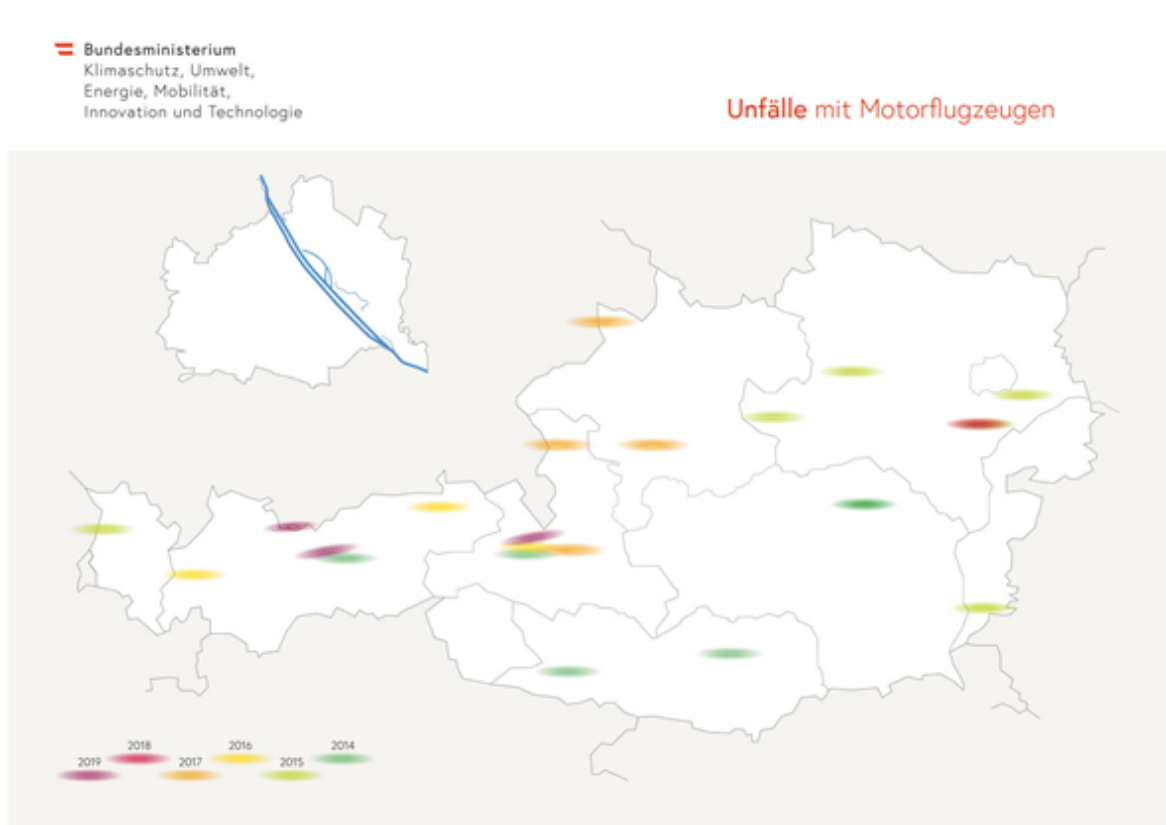 Bundesministerium
Klimaschutz, Umwelt,
Energie, Mobilität,
Innovation und Technologie
Unfälle mit Motorflugzeugen
2019
2018
2017
2016
2015
2014